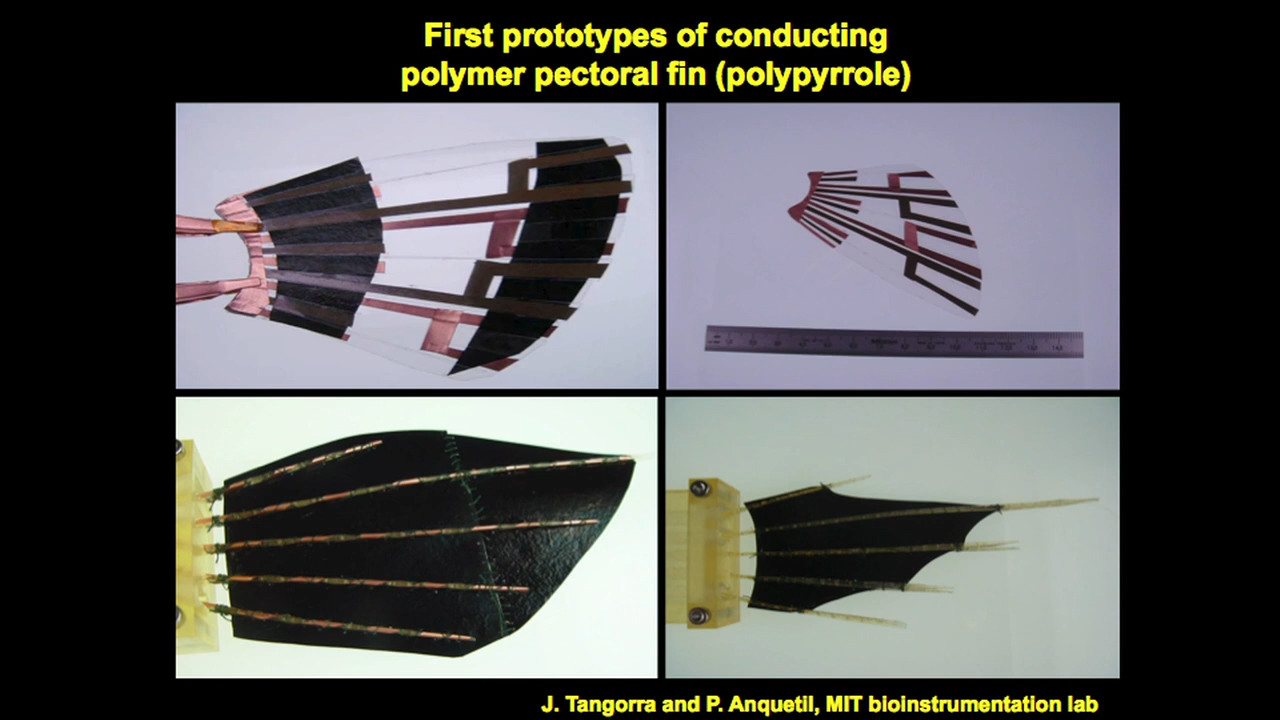 First prototypes of conducting
polymer pectoral fin (polypyrrole)
J. Tangorra and P. Anquetil, MIT bioinstrumentation lab